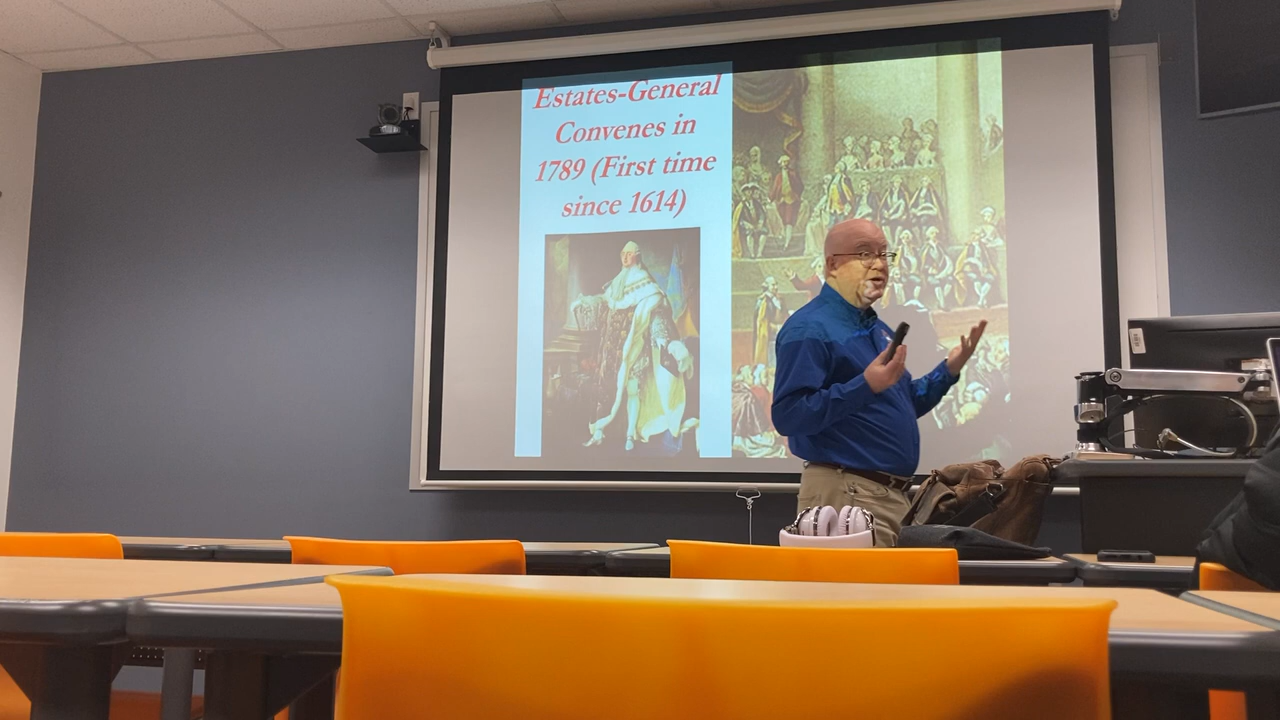 Estates-General
Convenes in
1789 (First time
since 1614)